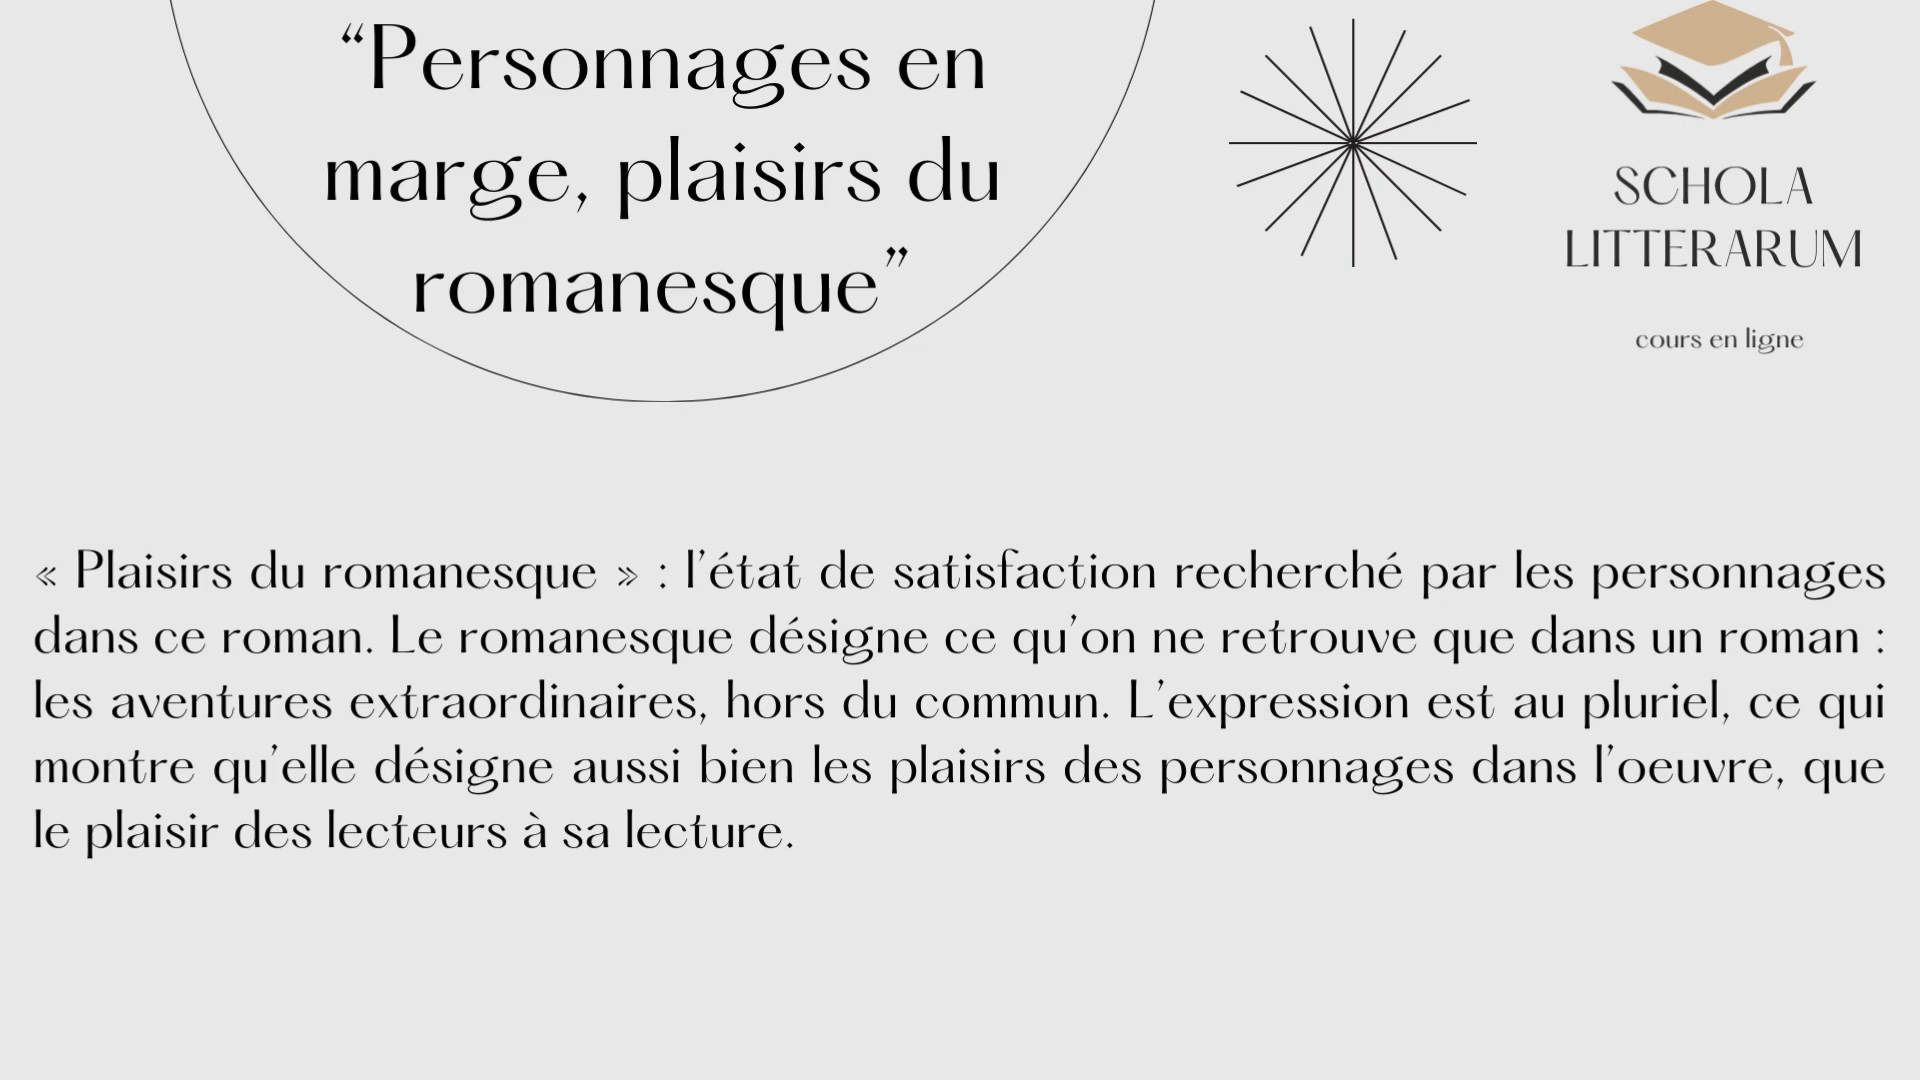 “Personnages en
marge, plaisirs du
romanesque”
SCHOLA
LITTERARUM
cours en ligne
« Plaisirs du romanesque » : l’état de satisfaction recherché par les personnages
dans ce roman. Le romanesque désigne ce qu’on ne retrouve que dans un roman :
les aventures extraordinaires, hors du commun. L’expression est au pluriel, ce qui
montre qu’elle désigne aussi bien les plaisirs des personnages dans l’oeuvre, que
le plaisir des lecteurs à sa lecture.